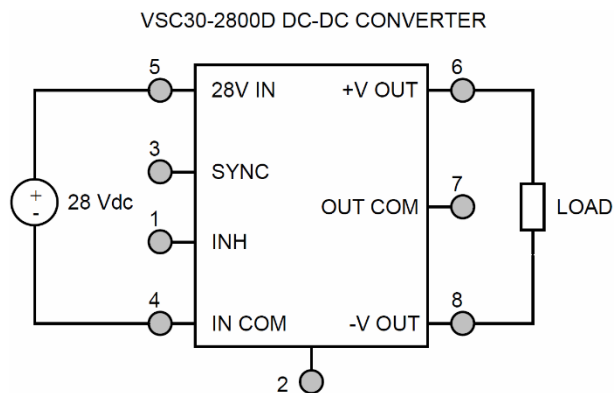 VSC30-2800D DC-DC CONVERTER
5
28V IN
+V OUT
6
3
SYNC
+
-
28 Vdc
7
OUT COM
LOAD
1
INH
4
IN COM
-V OUT
8
2